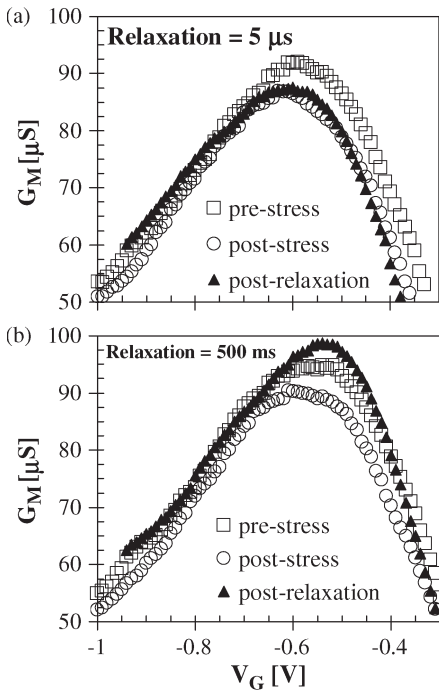 (a)
Relaxation = 5 μs
100
90
80
70
60
50
G_M [μS]
pre-stress
post-stress
post-relaxation
(b)
Relaxation = 500 ms
100
90
80
70
60
50
G_M [μS]
pre-stress
post-stress
post-relaxation
-1
-0.8
-0.6
-0.4
V_G [V]